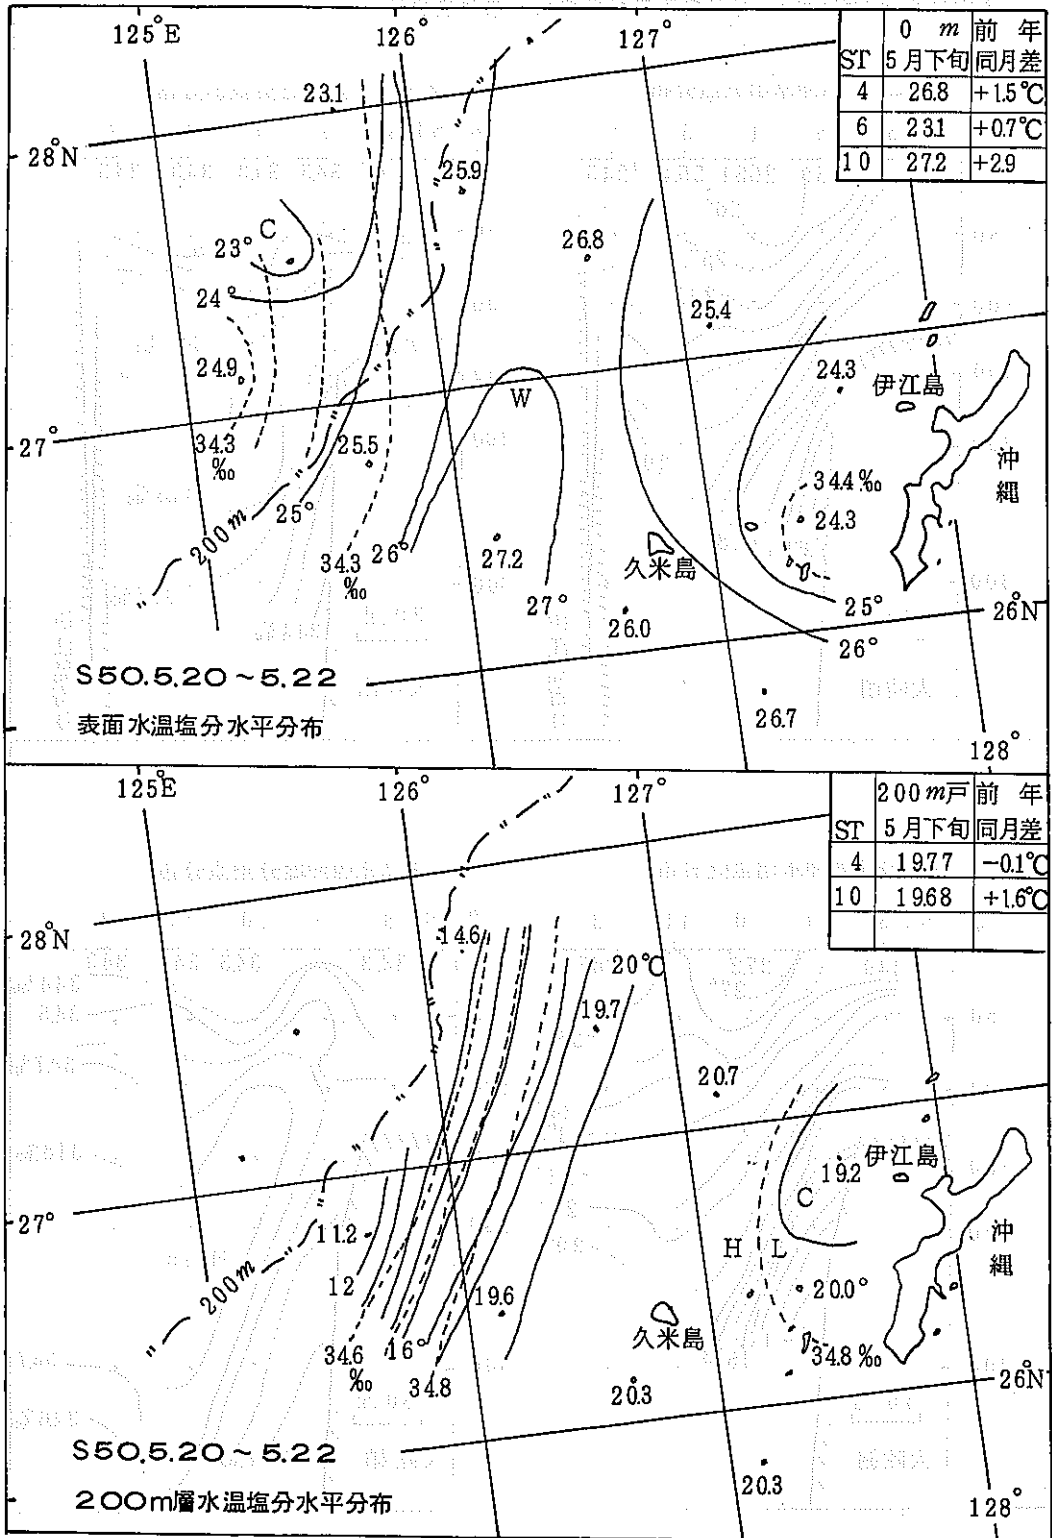 125°E
126°
127°
0 m 前 年
ST 5月下旬 同月差
4 26.8 +1.5℃
6 23.1 +0.7℃
10 27.2 +2.9
23.1
28°N
25.9
C
23°
26.8
24°
25.4
24.9
W
24.3
伊江島
27°
34.3
‰
25.5
34.4‰
沖
縄
25°
24.3
200m
34.3
‰
26°
27.2
久米島
27°
25°
26°N
26.0
26°
S50.5.20~5.22
表面水温塩分水平分布
26.7
128°
125°E
126°
127°
200m戸 前 年
ST 5月下旬 同月差
4 19.77 -0.1℃
10 19.68 +1.6℃
28°N
14.6
20℃
19.7
20.7
伊江島
19.2
C
27°
11.2
H L
沖
縄
12
200m
19.6
20.0°
久米島
34.6
‰
16°
34.8
34.8‰
20.3
26°N
S50.5.20~5.22
200m層水温塩分水平分布
20.3
128°